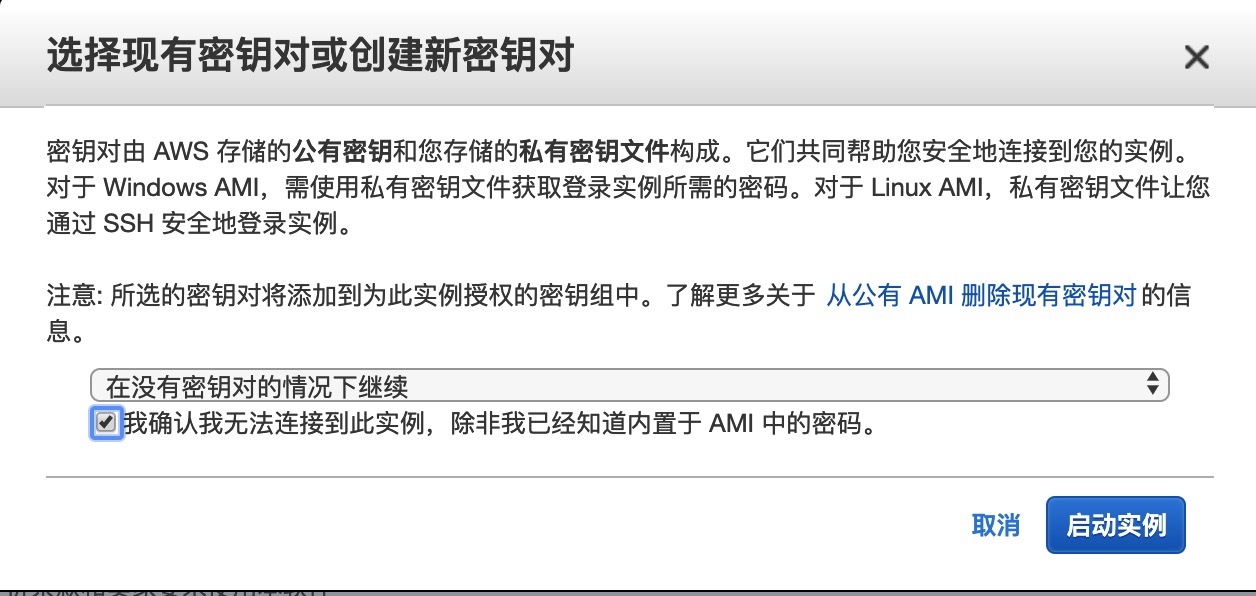 选择现有密钥对或创建新密钥对
密钥对由 AWS 存储的公有密钥和您存储的私有密钥文件构成。它们共同帮助您安全地连接到您的实例。
对于 Windows AMI，需使用私有密钥文件获取登录实例所需的密码。对于 Linux AMI，私有密钥文件让您
通过 SSH 安全地登录实例。
注意: 所选的密钥对将添加到为此实例授权的密钥组中。了解更多关于 从公有 AMI 删除现有密钥对 的信
息。
在没有密钥对的情况下继续
我确认我无法连接到此实例，除非我已经知道内置于 AMI 中的密码。
取消 启动实例